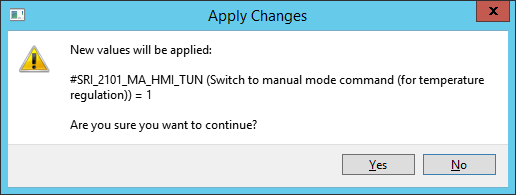 Apply Changes
New values will be applied:
#SRI_2101_MA_HMI_TUN (Switch to manual mode command (for temperature
regulation)) = 1
Are you sure you want to continue?
Yes
No